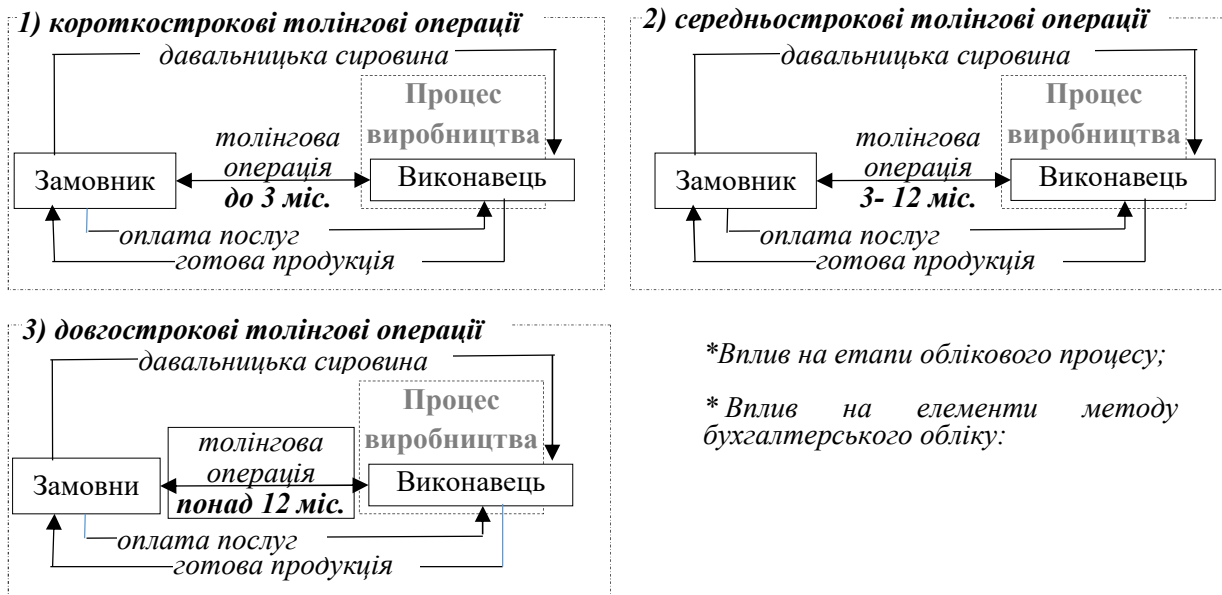 1) короткострокові толінгові операції
давальницька сировина
Процес
виробництва
толінгова
операція
до 3 міс.
Замовник
Виконавець
оплата послуг
готова продукція
2) середньострокові толінгові операції
давальницька сировина
Процес
виробництва
толінгова
операція
3- 12 міс.
Замовник
Виконавець
оплата послуг
готова продукція
3) довгострокові толінгові операції
давальницька сировина
Процес
виробництва
толінгова
операція
понад 12 міс.
Замовни
Виконавець
оплата послуг
готова продукція
*Вплив на етапи облікового процесу;
* Вплив на елементи методу
бухгалтерського обліку: